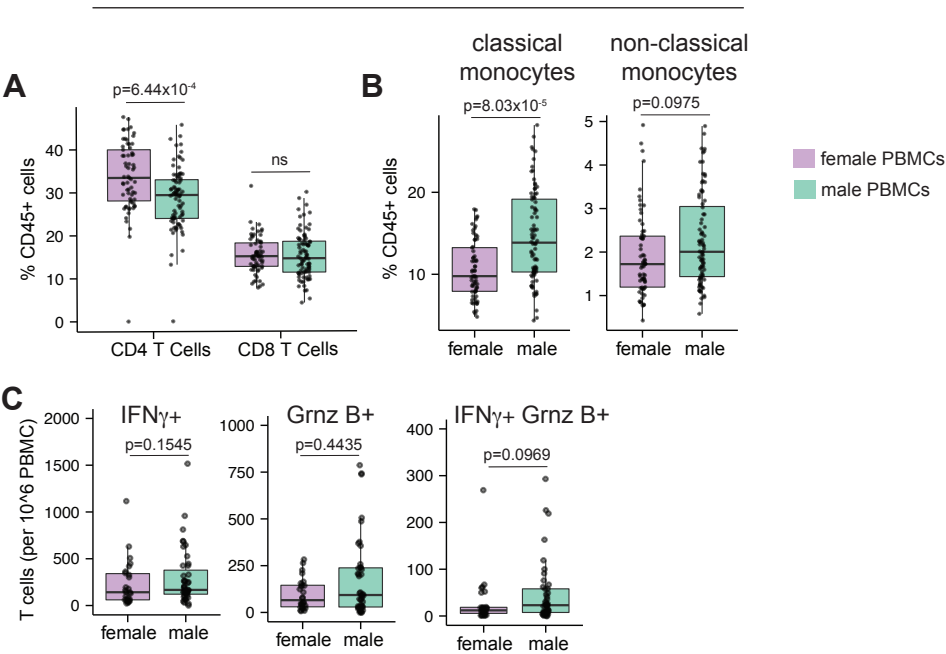 classical
monocytes
non-classical
monocytes
A
B
p=6.44x10⁻⁴
ns
p=8.03x10⁻⁵
p=0.0975
female PBMCs
male PBMCs
% CD45+ cells
40
30
20
10
0
CD4 T Cells
CD8 T Cells
% CD45+ cells
20
10
female
male
5
4
3
2
1
female
male
C
IFNγ+
Grnz B+
IFNγ+ Grnz B+
p=0.1545
p=0.4435
p=0.0969
T cells (per 10^6 PBMC)
2000
1500
1000
500
0
female
male
1000
750
500
250
0
female
male
400
300
200
100
0
female
male